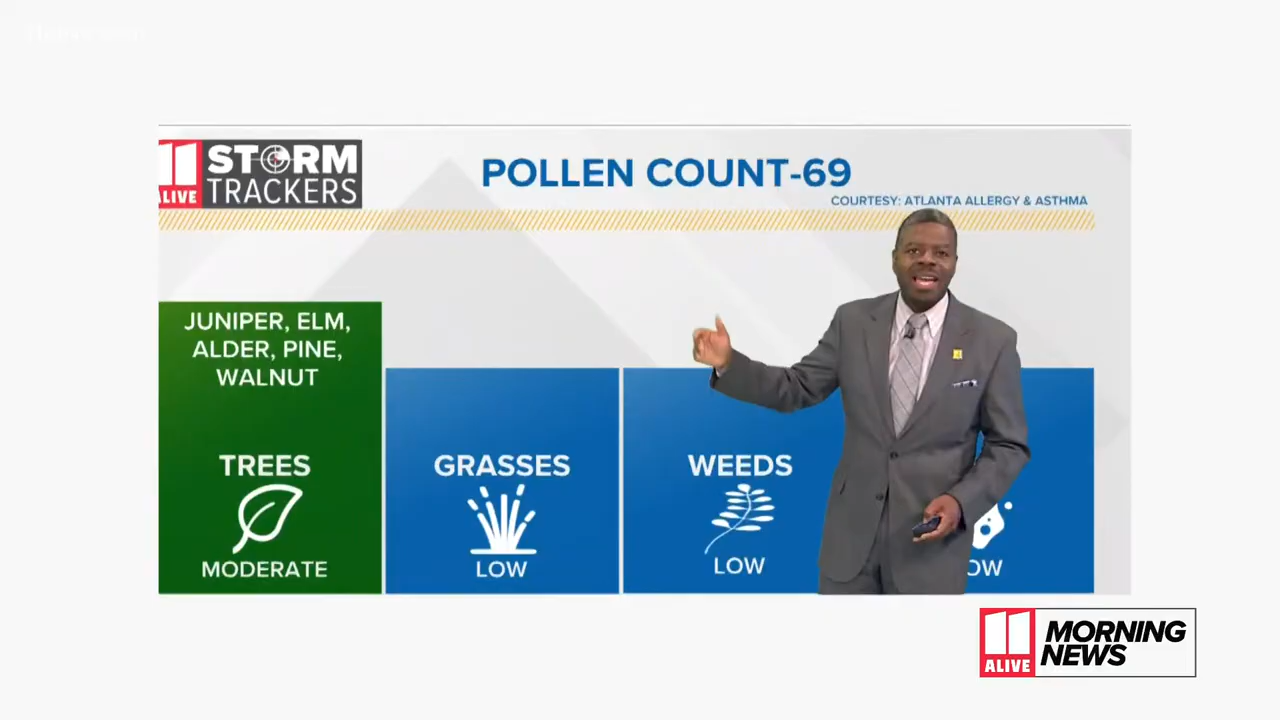 11
ALIVE
STORM
TRACKERS
POLLEN COUNT-69
COURTESY: ATLANTA ALLERGY & ASTHMA
JUNIPER, ELM,
ALDER, PINE,
WALNUT
TREES
MODERATE
GRASSES
LOW
WEEDS
LOW
OW
11
ALIVE
MORNING
NEWS